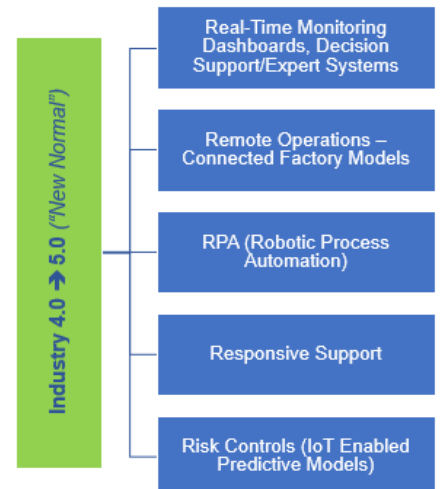 Industry 4.0 ➔ 5.0 ("New Normal")
Real-Time Monitoring
Dashboards, Decision
Support/Expert Systems
Remote Operations –
Connected Factory Models
RPA (Robotic Process
Automation)
Responsive Support
Risk Controls (IoT Enabled
Predictive Models)